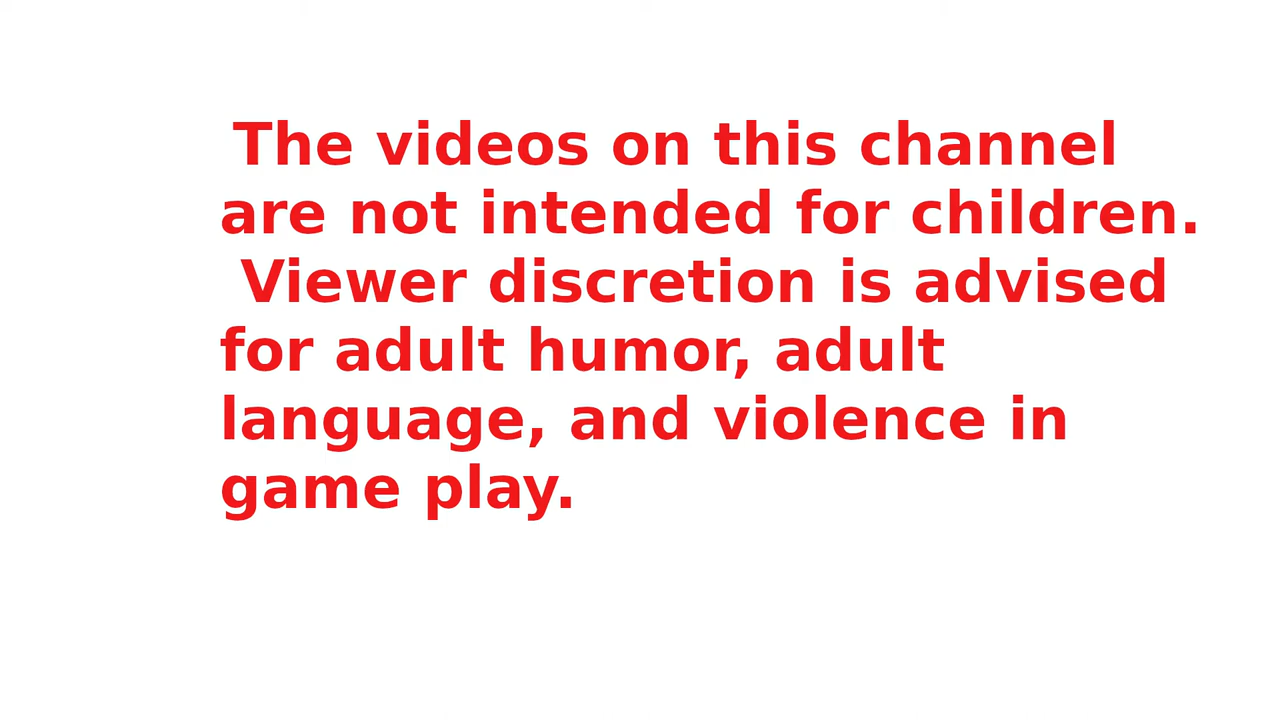 The videos on this channel
are not intended for children.
Viewer discretion is advised
for adult humor, adult
language, and violence in
game play.